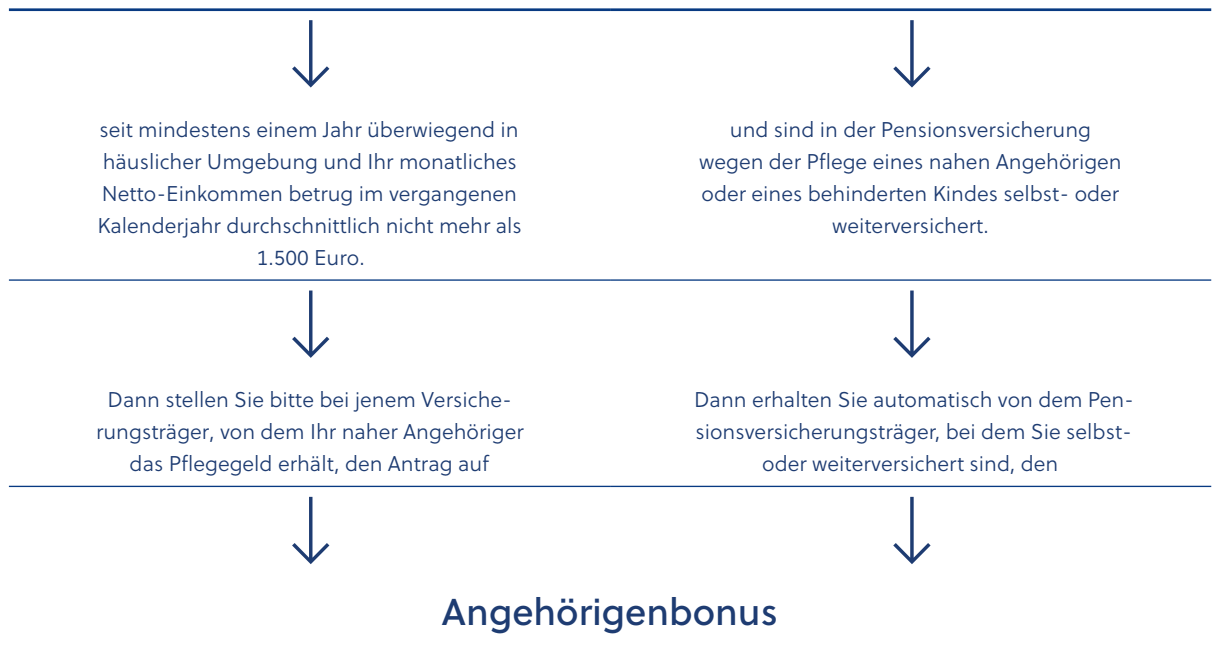 seit mindestens einem Jahr überwiegend in
häuslicher Umgebung und Ihr monatliches
Netto-Einkommen betrug im vergangenen
Kalenderjahr durchschnittlich nicht mehr als
1.500 Euro.
und sind in der Pensionsversicherung
wegen der Pflege eines nahen Angehörigen
oder eines behinderten Kindes selbst- oder
weiterversichert.
Dann stellen Sie bitte bei jenem Versiche-
rungsträger, von dem Ihr naher Angehöriger
das Pflegegeld erhält, den Antrag auf
Dann erhalten Sie automatisch von dem Pen-
sionsversicherungsträger, bei dem Sie selbst-
oder weiterversichert sind, den
Angehörigenbonus